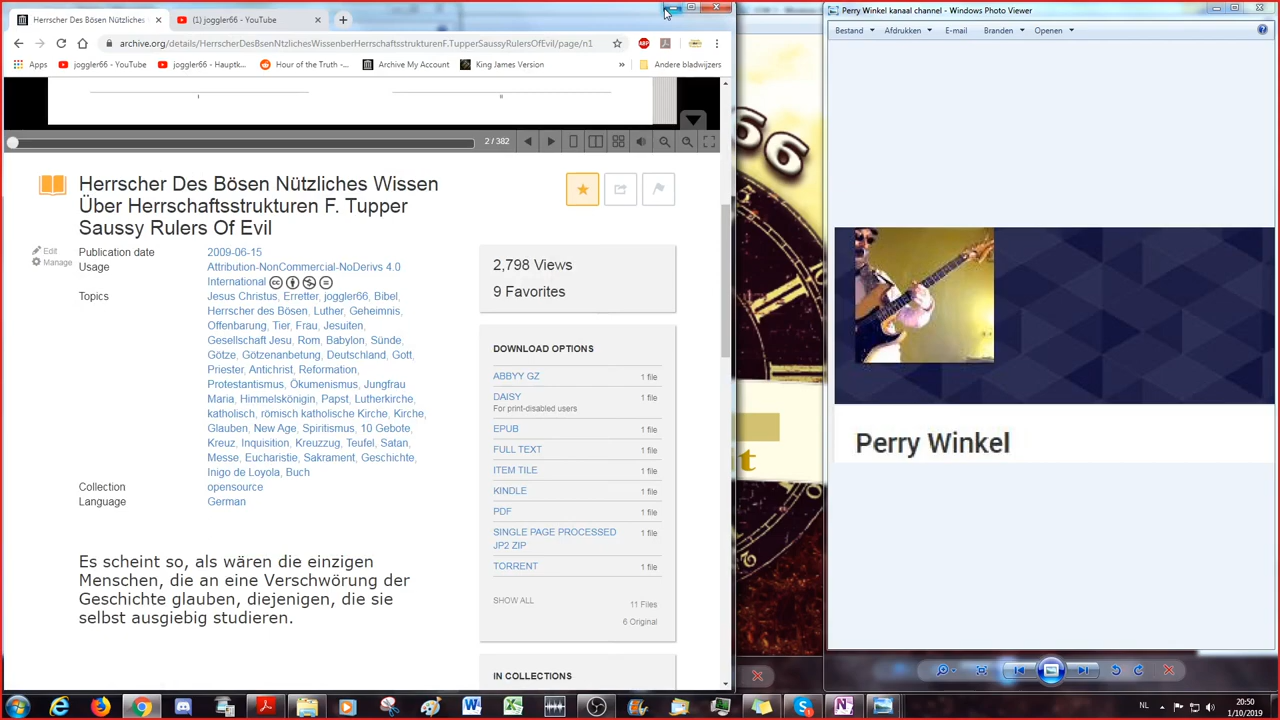 Herrscher Des Bösen Nützliches
(1) joggler66 - YouTube
archive.org/details/HerrscherDesBsenNtzlichesWissenberHerrschaftsstrukturenF.TupperSaussyRulersOfEvil/page/n1
Apps
joggler66 - YouTube
joggler66 - Hauptk...
Hour of the Truth -...
Archive My Account
King James Version
»
Andere bladwijzers
I
II
2 / 382
Herrscher Des Bösen Nützliches Wissen
Über Herrschaftsstrukturen F. Tupper
Saussy Rulers Of Evil
Edit
Manage
Publication date 2009-06-15
Usage Attribution-NonCommercial-NoDerivs 4.0
International
Topics Jesus Christus, Erretter, joggler66, Bibel,
Herrscher des Bösen, Luther, Geheimnis,
Offenbarung, Tier, Frau, Jesuiten,
Gesellschaft Jesu, Rom, Babylon, Sünde,
Götze, Götzenanbetung, Deutschland, Gott,
Priester, Antichrist, Reformation,
Protestantismus, Ökumenismus, Jungfrau
Maria, Himmelskönigin, Papst, Lutherkirche,
katholisch, römisch katholische Kirche, Kirche,
Glauben, New Age, Spiritismus, 10 Gebote,
Kreuz, Inquisition, Kreuzzug, Teufel, Satan,
Messe, Eucharistie, Sakrament, Geschichte,
Inigo de Loyola, Buch
Collection opensource
Language German
Es scheint so, als wären die einzigen
Menschen, die an eine Verschwörung der
Geschichte glauben, diejenigen, die sie
selbst ausgiebig studieren.
2,798 Views
9 Favorites
DOWNLOAD OPTIONS
ABBYY GZ 1 file
DAISY 1 file
For print-disabled users
EPUB 1 file
FULL TEXT 1 file
ITEM TILE 1 file
KINDLE 1 file
PDF 1 file
SINGLE PAGE PROCESSED 1 file
JP2 ZIP
TORRENT 1 file
SHOW ALL 11 Files
6 Original
IN COLLECTIONS
66
t
Perry Winkel kanaal channel - Windows Photo Viewer
Bestand Afdrukken E-mail Branden Openen
Perry Winkel
NL
20:50
1/10/2019